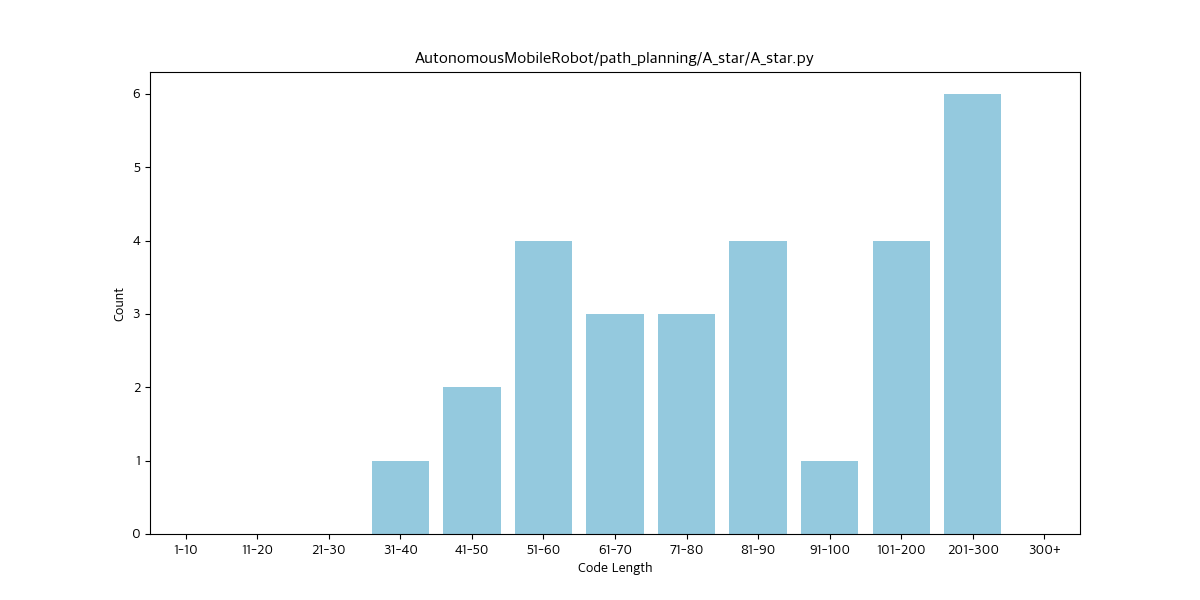 AutonomousMobileRobot/path_planning/A_star/A_star.py
6
5
4
3
2
1
0
Count
1-10 11-20 21-30 31-40 41-50 51-60 61-70 71-80 81-90 91-100 101-200 201-300 300+
Code Length